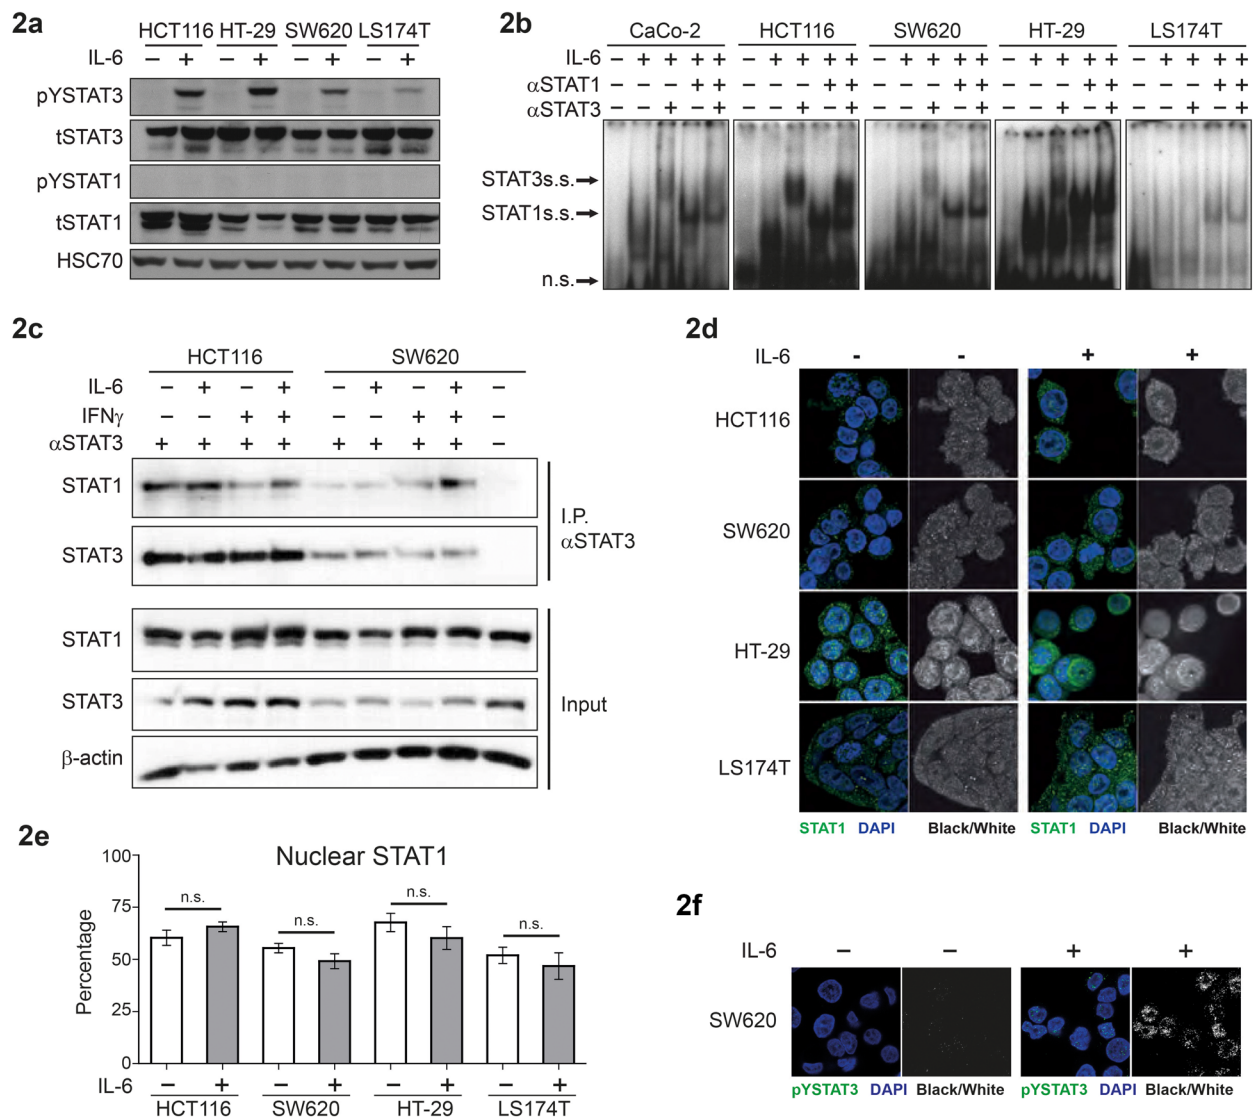 2a
HCT116 HT-29 SW620 LS174T
IL-6 − + − + − + − +
pYSTAT3
tSTAT3
pYSTAT1
tSTAT1
HSC70
2b
CaCo-2 HCT116 SW620 HT-29 LS174T
IL-6 − + + + + − + + + + − + + + + − + + + + − + + + +
αSTAT1 − − − + + − − − + + − − − + + − − − + + − − − + +
αSTAT3 − − + − + − − + − + − − + − + − − + − + − − + − +
STAT3s.s.
STAT1s.s.
n.s.
2c
HCT116 SW620
IL-6 − + − + − + − + −
IFNγ − − + + − − + + −
αSTAT3 + + + + + + + + −
STAT1
STAT3
I.P.
αSTAT3
STAT1
STAT3
β-actin
Input
2d
IL-6 - - + +
HCT116
SW620
HT-29
LS174T
STAT1 DAPI Black/White STAT1 DAPI Black/White
2e
Nuclear STAT1
Percentage
100
75
50
25
0
n.s. n.s. n.s. n.s.
IL-6 − + − + − + − +
HCT116 SW620 HT-29 LS174T
2f
IL-6 − − + +
SW620
pYSTAT3 DAPI Black/White pYSTAT3 DAPI Black/White